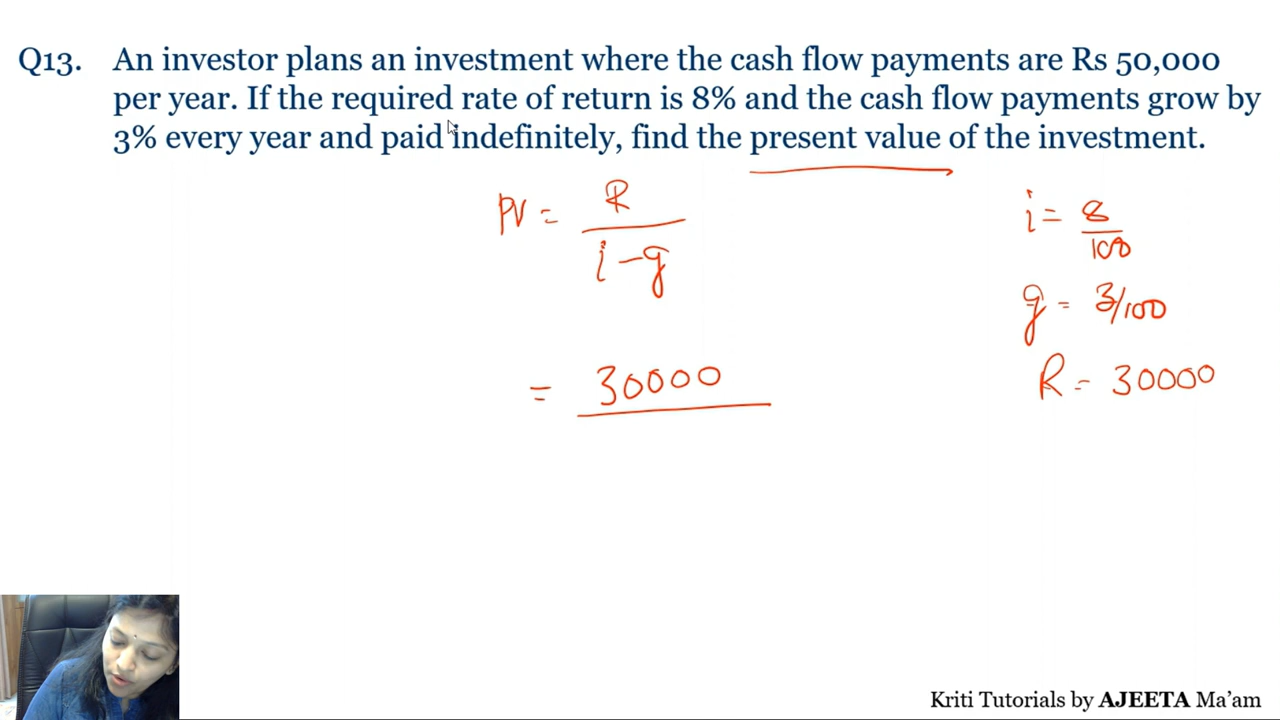 Q13. An investor plans an investment where the cash flow payments are Rs 50,000
per year. If the required rate of return is 8% and the cash flow payments grow by
3% every year and paid indefinitely, find the present value of the investment.
PV = R / i - g
i = 8 / 100
g = 3/100
= 30000
R = 30000
Kriti Tutorials by AJEETA Ma'am